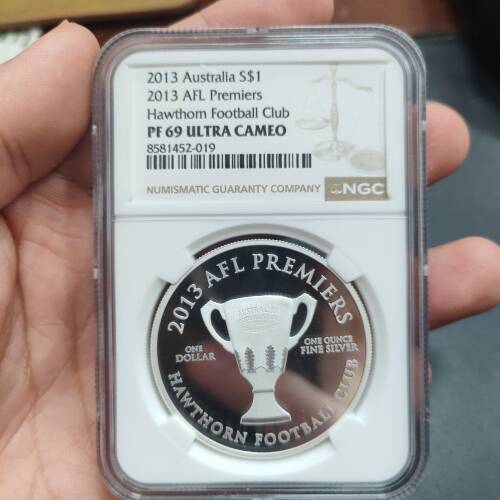 2013 Australia S$1
2013 AFL Premiers
Hawthorn Football Club
PF 69 ULTRA CAMEO
8581452-019
NUMISMATIC GUARANTY COMPANY NGC
2013 AFL PREMIERS
AUSTRALIAN
ONE DOLLAR
ONE OUNCE
FINE SILVER
HAWTHORN FOOTBALL CLUB